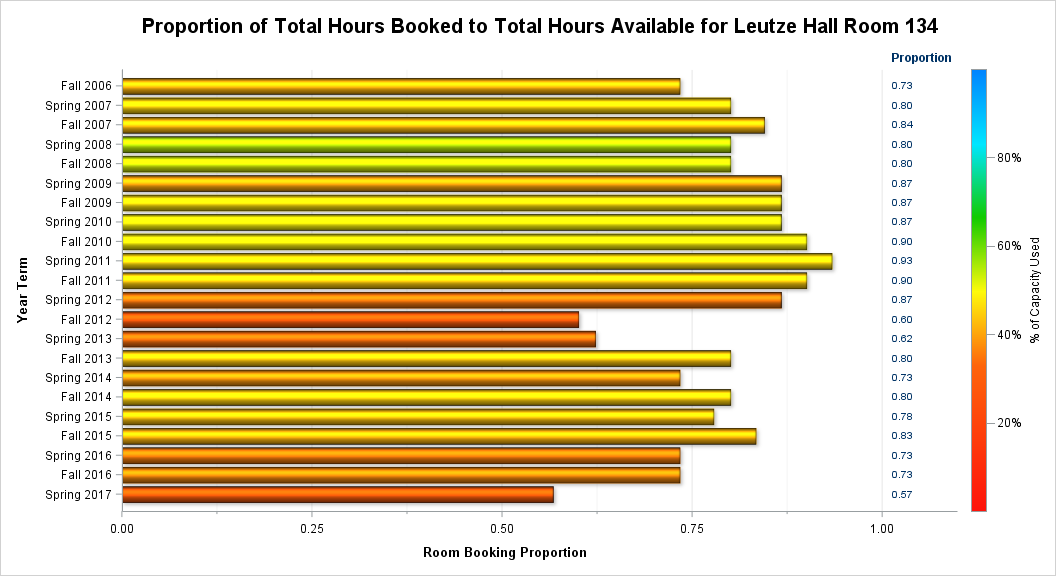 Proportion of Total Hours Booked to Total Hours Available for Leutze Hall Room 134
Proportion
Fall 2006 0.73
Spring 2007 0.80
Fall 2007 0.84
Spring 2008 0.80
Fall 2008 0.80
Spring 2009 0.87
Fall 2009 0.87
Spring 2010 0.87
Fall 2010 0.90
Spring 2011 0.93
Fall 2011 0.90
Spring 2012 0.87
Fall 2012 0.60
Spring 2013 0.62
Fall 2013 0.80
Spring 2014 0.73
Fall 2014 0.80
Spring 2015 0.78
Fall 2015 0.83
Spring 2016 0.73
Fall 2016 0.73
Spring 2017 0.57
Year Term
0.00 0.25 0.50 0.75 1.00
Room Booking Proportion
80%
60%
40%
20%
% of Capacity Used